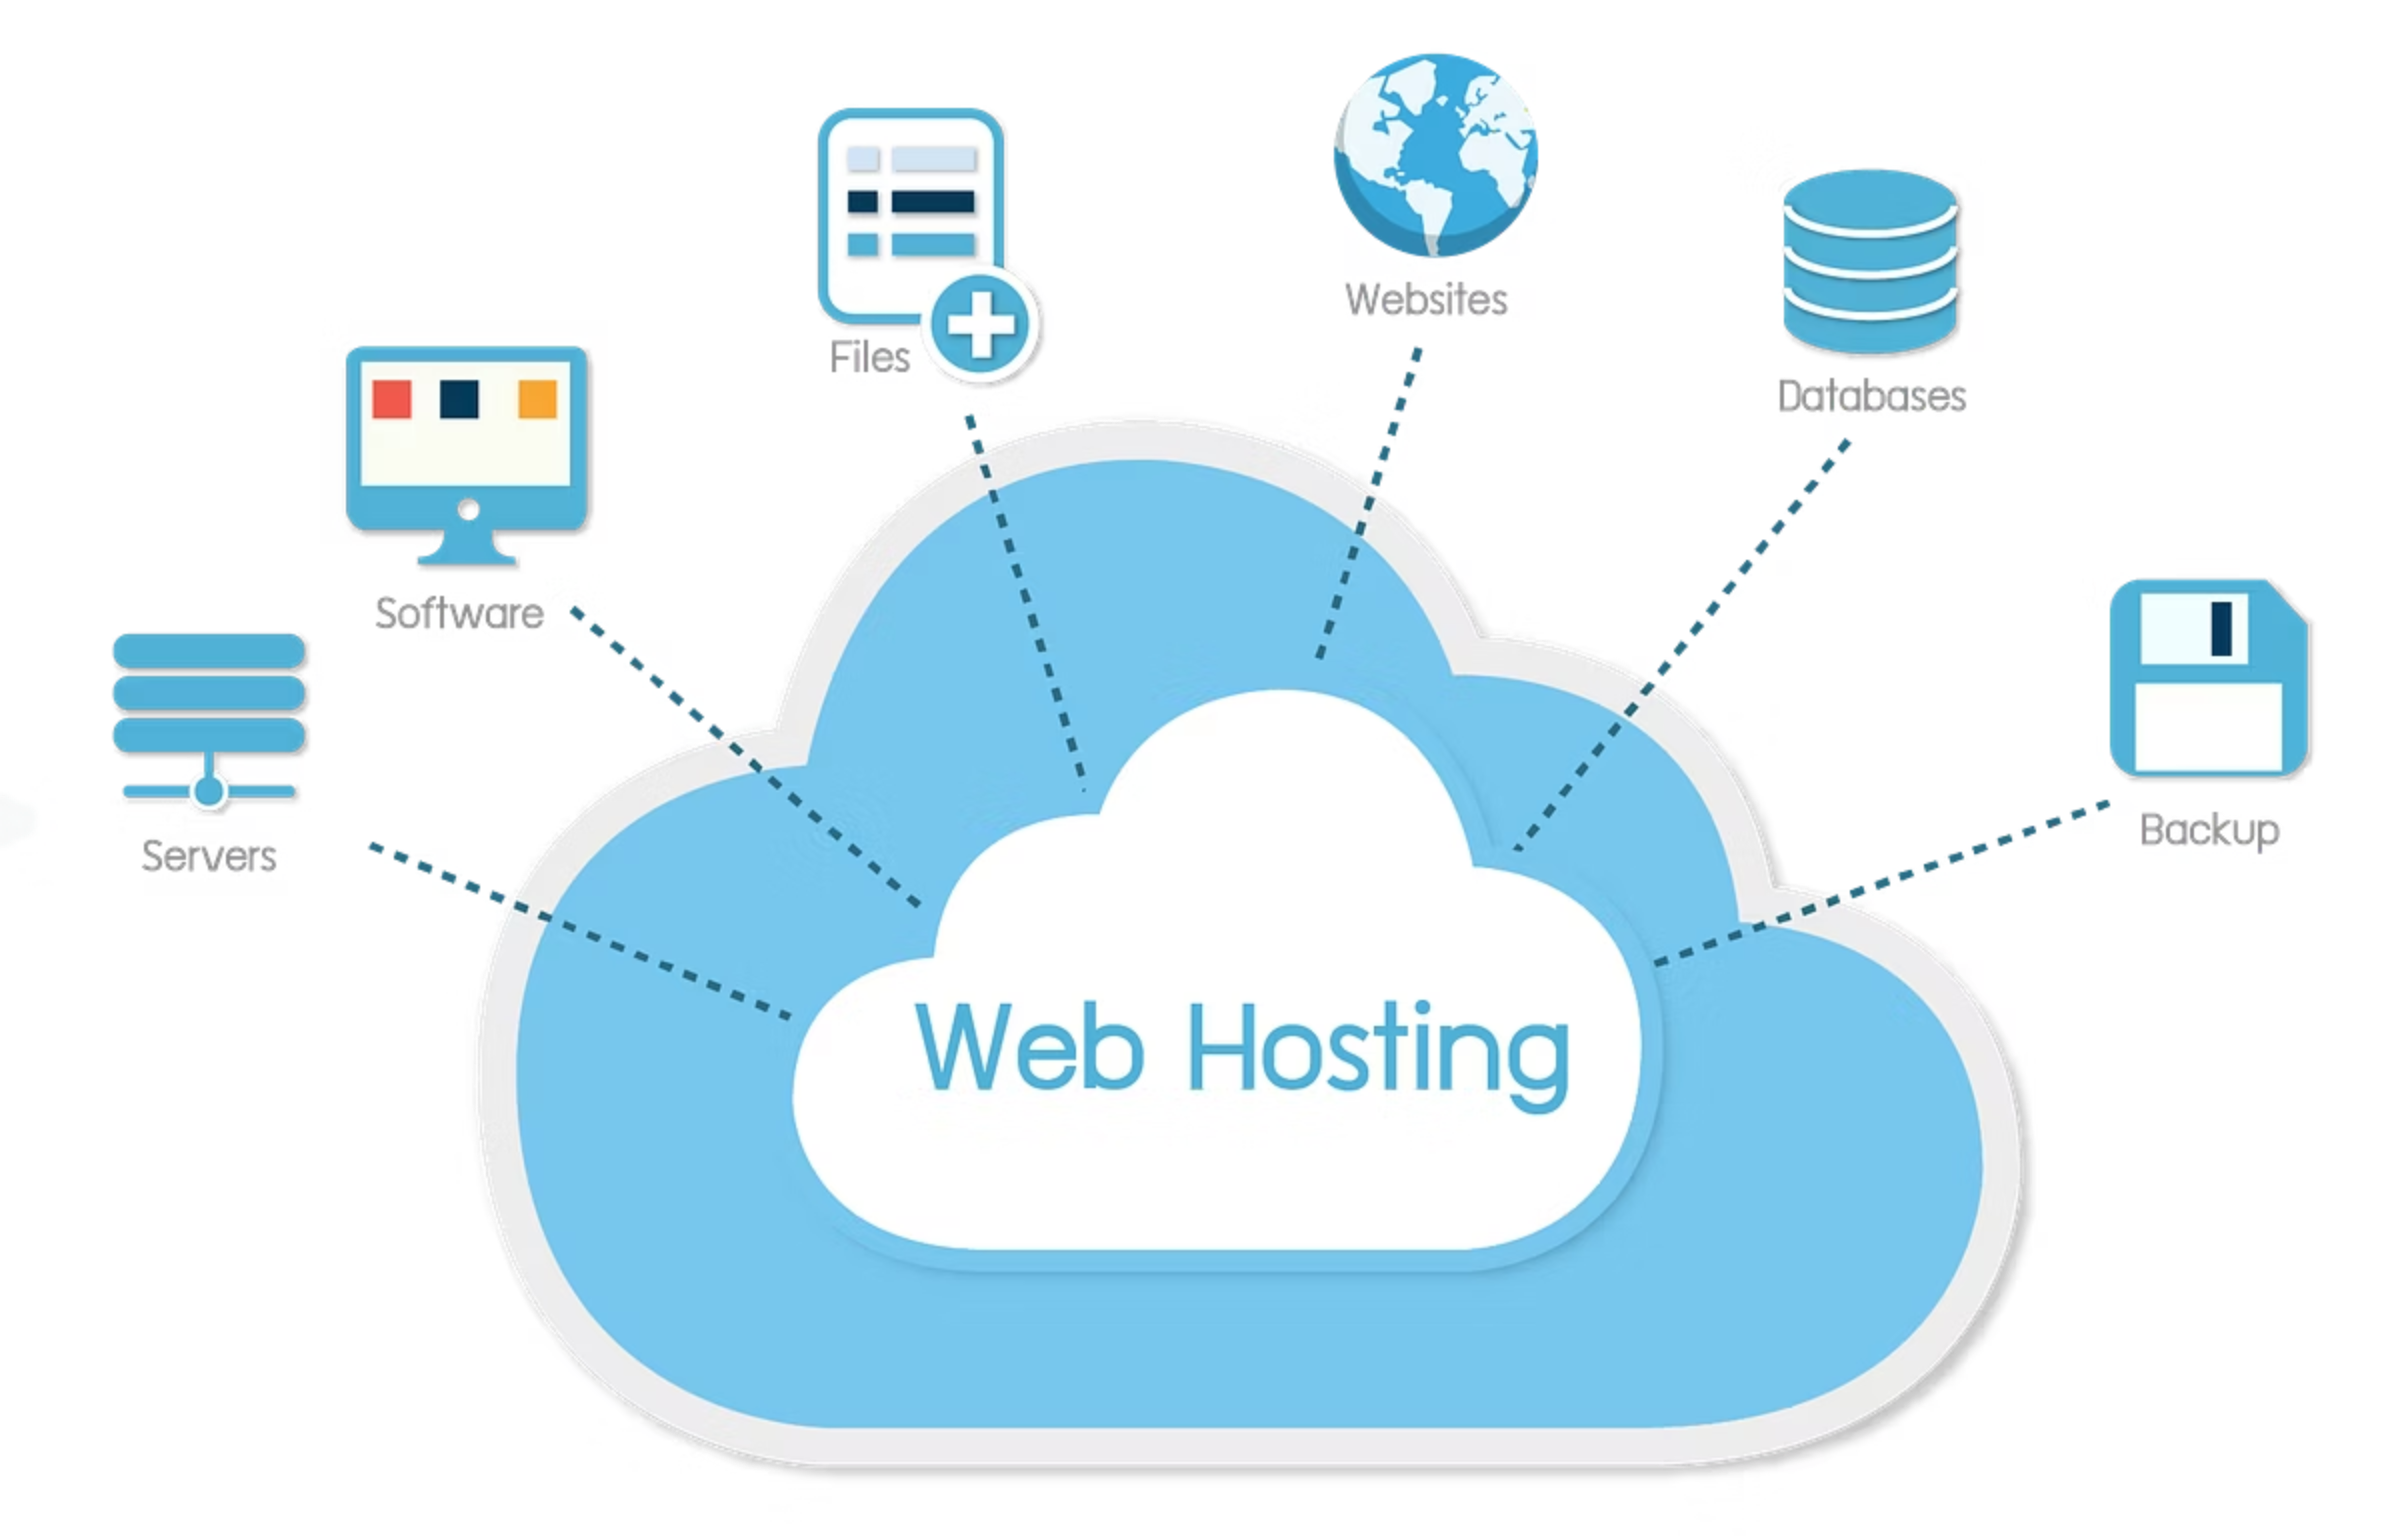 Websites
Files
Databases
Software
Backup
Servers
Web Hosting